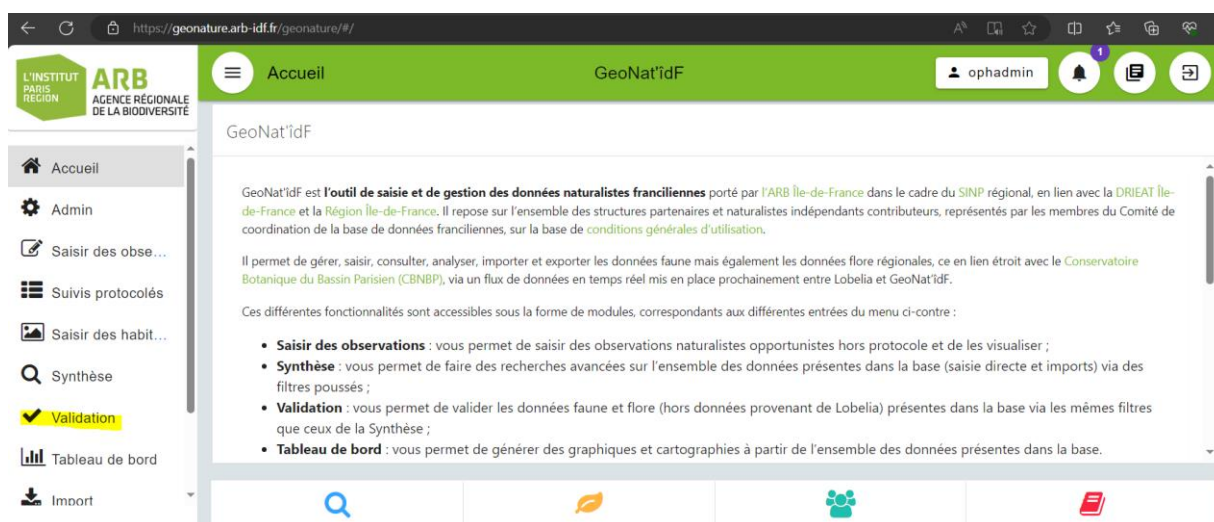 https://geonature.arb-idf.fr/geonature/#/
L'INSTITUT
PARIS
REGION
ARB
AGENCE RÉGIONALE
DE LA BIODIVERSITÉ
Accueil
GeoNat'îdF
ophadmin
1
GeoNat'îdF
Accueil
Admin
Saisir des obse...
Suivis protocolés
Saisir des habit...
Synthèse
Validation
Tableau de bord
Import
GeoNat'îdF est l'outil de saisie et de gestion des données naturalistes franciliennes porté par l'ARB Île-de-France dans le cadre du SINP régional, en lien avec la DRIEAT Île-
de-France et la Région Île-de-France. Il repose sur l'ensemble des structures partenaires et naturalistes indépendants contributeurs, représentés par les membres du Comité de
coordination de la base de données franciliennes, sur la base de conditions générales d'utilisation.
Il permet de gérer, saisir, consulter, analyser, importer et exporter les données faune mais également les données flore régionales, ce en lien étroit avec le Conservatoire
Botanique du Bassin Parisien (CBNBP), via un flux de données en temps réel mis en place prochainement entre Lobelia et GeoNat'îdF.
Ces différentes fonctionnalités sont accessibles sous la forme de modules, correspondants aux différentes entrées du menu ci-contre :
• Saisir des observations : vous permet de saisir des observations naturalistes opportunistes hors protocole et de les visualiser ;
• Synthèse : vous permet de faire des recherches avancées sur l'ensemble des données présentes dans la base (saisie directe et imports) via des
filtres poussés ;
• Validation : vous permet de valider les données faune et flore (hors données provenant de Lobelia) présentes dans la base via les mêmes filtres
que ceux de la Synthèse ;
• Tableau de bord : vous permet de générer des graphiques et cartographies à partir de l'ensemble des données présentes dans la base.